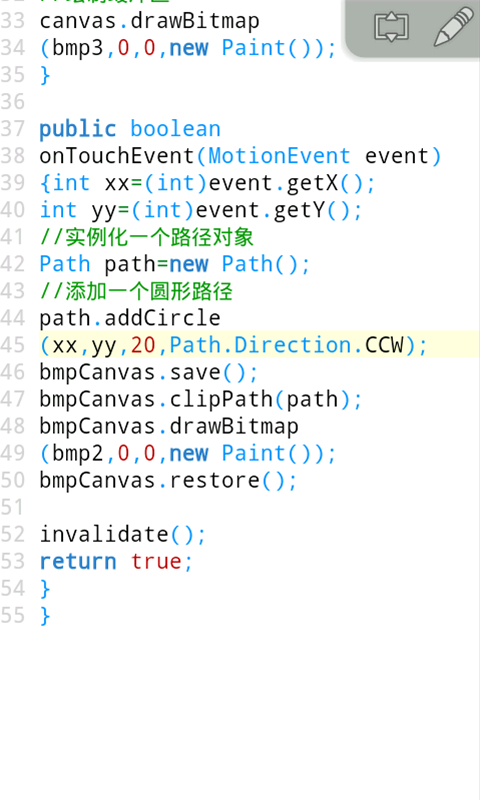 33 canvas.drawBitmap
34 (bmp3,0,0,new Paint());
35 }
36
37 public boolean
38 onTouchEvent(MotionEvent event)
39 {int xx=(int)event.getX();
40 int yy=(int)event.getY();
41 //实例化一个路径对象
42 Path path=new Path();
43 //添加一个圆形路径
44 path.addCircle
45 (xx,yy,20,Path.Direction.CCW);
46 bmpCanvas.save();
47 bmpCanvas.clipPath(path);
48 bmpCanvas.drawBitmap
49 (bmp2,0,0,new Paint());
50 bmpCanvas.restore();
51
52 invalidate();
53 return true;
54 }
55 }